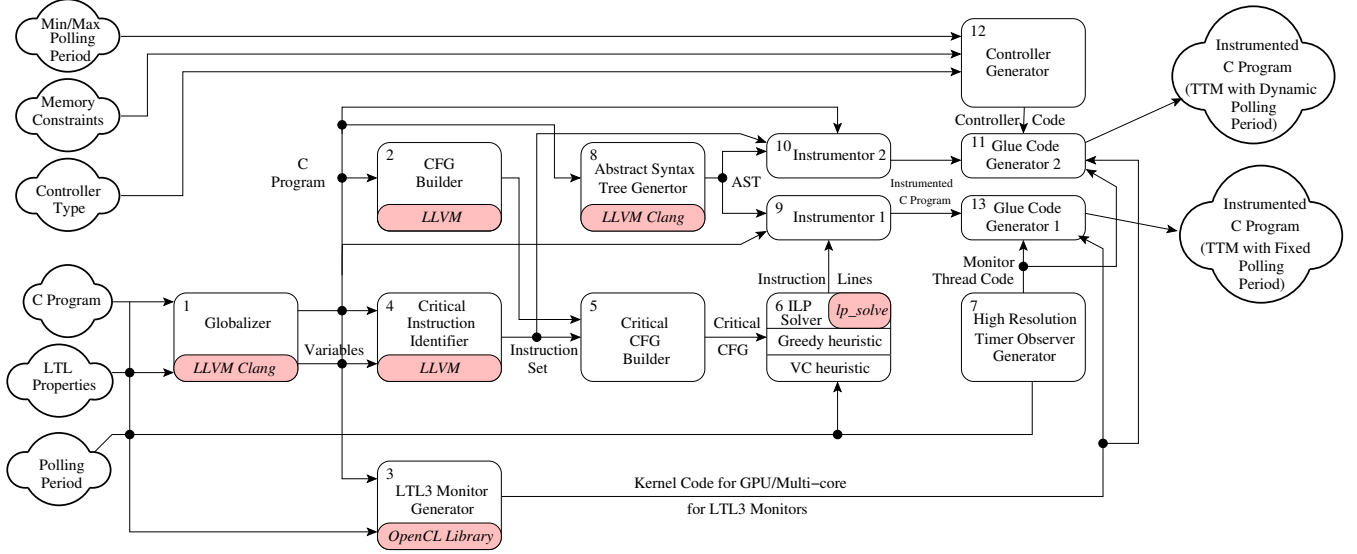 Min/Max
Polling
Period
Memory
Constraints
Controller
Type
C Program
LTL
Properties
Polling
Period
1
Globalizer
LLVM Clang
Variables
C
Program
2
CFG
Builder
LLVM
4
Critical
Instruction
Identifier
LLVM
3
LTL3 Monitor
Generator
OpenCL Library
Instruction
Set
8
Abstract Syntax
Tree Genertor
LLVM Clang
AST
5
Critical
CFG
Builder
Critical
CFG
10
Instrumentor 2
9
Instrumentor 1
Instruction Lines
6 ILP
Solver
lp_solve
Greedy heuristic
VC heuristic
Instrumented
C Program
12
Controller
Generator
Controller Code
11
Glue Code
Generator 2
13
Glue Code
Generator 1
Monitor
Thread Code
7
High Resolution
Timer Observer
Generator
Kernel Code for GPU/Multi−core
for LTL3 Monitors
Instrumented
C Program
(TTM with Dynamic
Polling
Period)
Instrumented
C Program
(TTM with Fixed
Polling
Period)